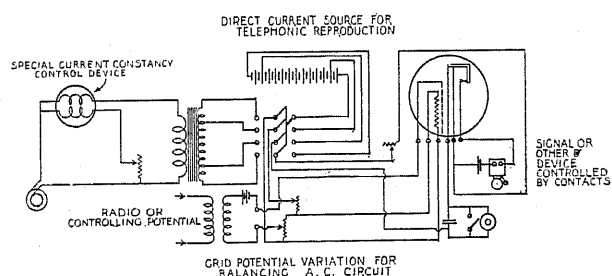 DIRECT CURRENT SOURCE FOR
TELEPHONIC REPRODUCTION
SPECIAL CURRENT CONSTANCY
CONTROL DEVICE
SIGNAL OR
OTHER
DEVICE
CONTROLLED
BY CONTACTS
RADIO OR
CONTROLLING POTENTIAL
GRID POTENTIAL VARIATION FOR
BALANCING A.C. CIRCUIT